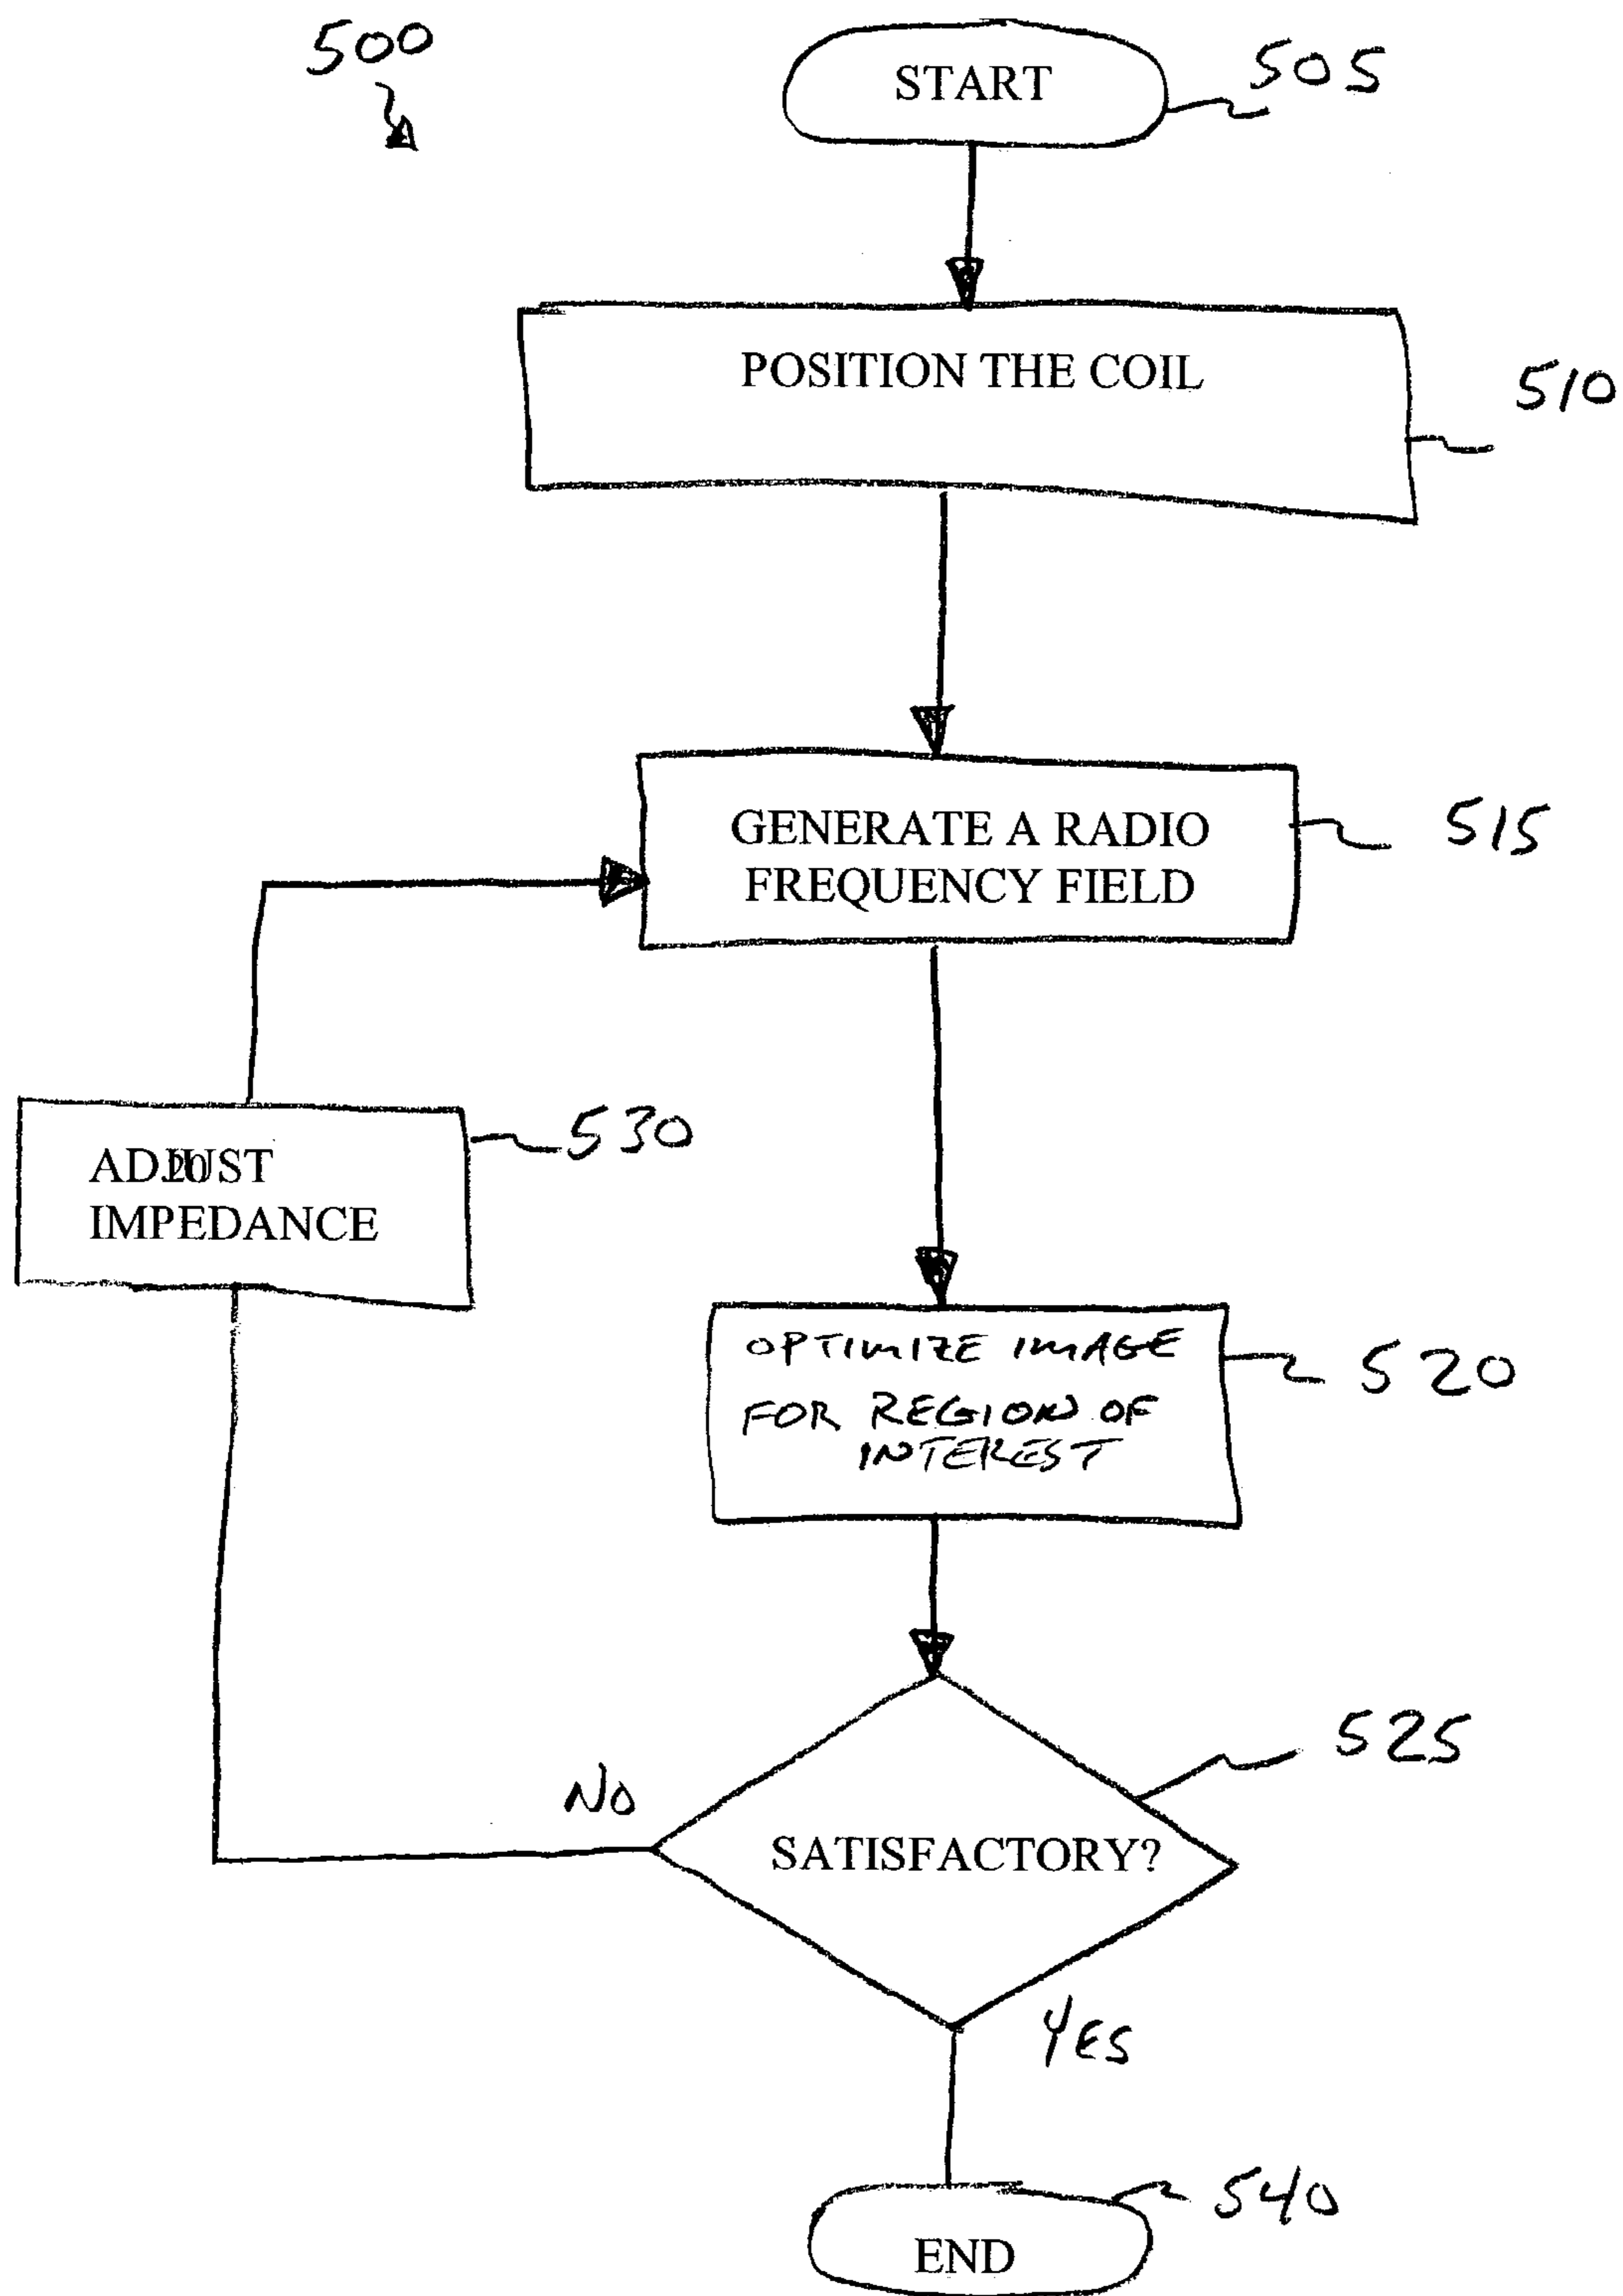 500
START
505
POSITION THE COIL
510
GENERATE A RADIO
FREQUENCY FIELD
515
ADJUST
IMPEDANCE
530
OPTIMIZE IMAGE
FOR REGION OF
INTEREST
520
NO
SATISFACTORY?
525
YES
END
540